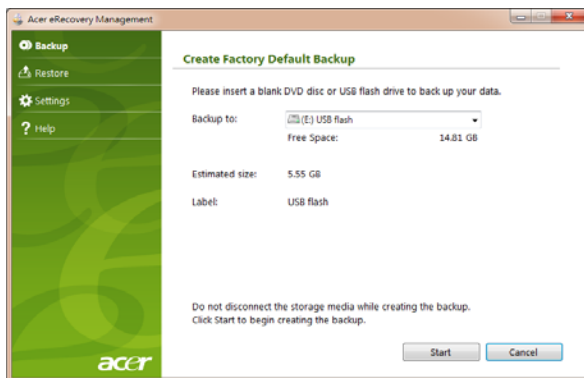 Acer eRecovery Management
Backup
Restore
Settings
Help
Create Factory Default Backup
Please insert a blank DVD disc or USB flash drive to back up your data.
Backup to: (E:) USB flash
Free Space: 14.81 GB
Estimated size: 5.55 GB
Label: USB flash
Do not disconnect the storage media while creating the backup.
Click Start to begin creating the backup.
Start Cancel
acer